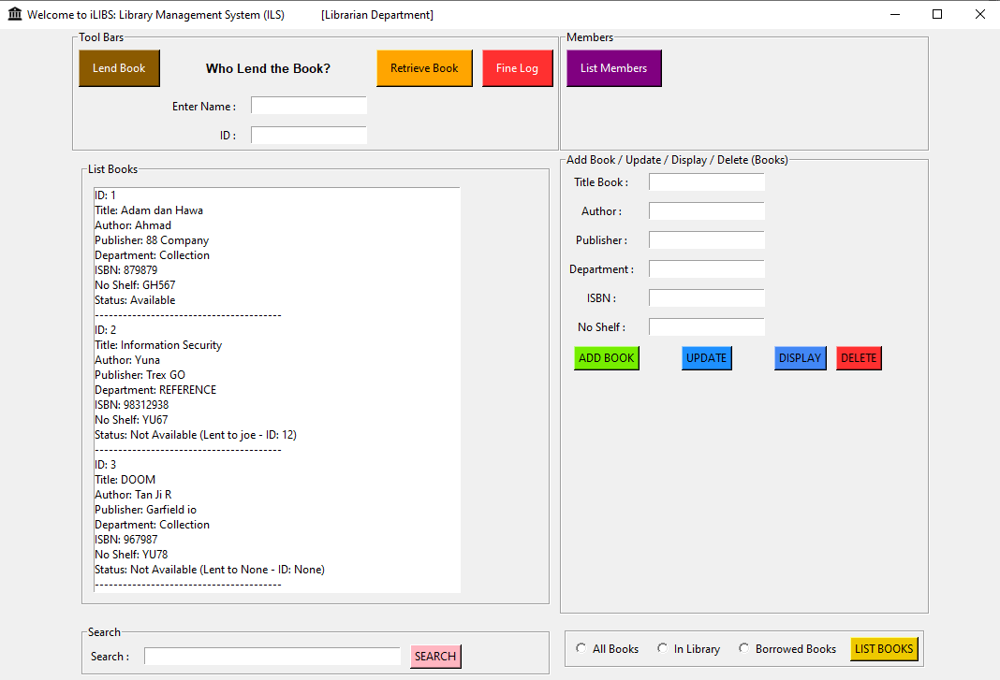 Welcome to iLIBS: Library Management System (ILS) [Librarian Department]
Tool Bars
Lend Book
Who Lend the Book?
Retrieve Book
Fine Log
Enter Name :
ID :
Members
List Members
List Books
ID: 1
Title: Adam dan Hawa
Author: Ahmad
Publisher: 88 Company
Department: Collection
ISBN: 879879
No Shelf: GH567
Status: Available
----------------------------------------
ID: 2
Title: Information Security
Author: Yuna
Publisher: Trex GO
Department: REFERENCE
ISBN: 98312938
No Shelf: YU67
Status: Not Available (Lent to joe - ID: 12)
----------------------------------------
ID: 3
Title: DOOM
Author: Tan Ji R
Publisher: Garfield io
Department: Collection
ISBN: 967987
No Shelf: YU78
Status: Not Available (Lent to None - ID: None)
----------------------------------------
Add Book / Update / Display / Delete (Books)
Title Book :
Author :
Publisher :
Department :
ISBN :
No Shelf :
ADD BOOK
UPDATE
DISPLAY
DELETE
Search
Search :
SEARCH
All Books
In Library
Borrowed Books
LIST BOOKS